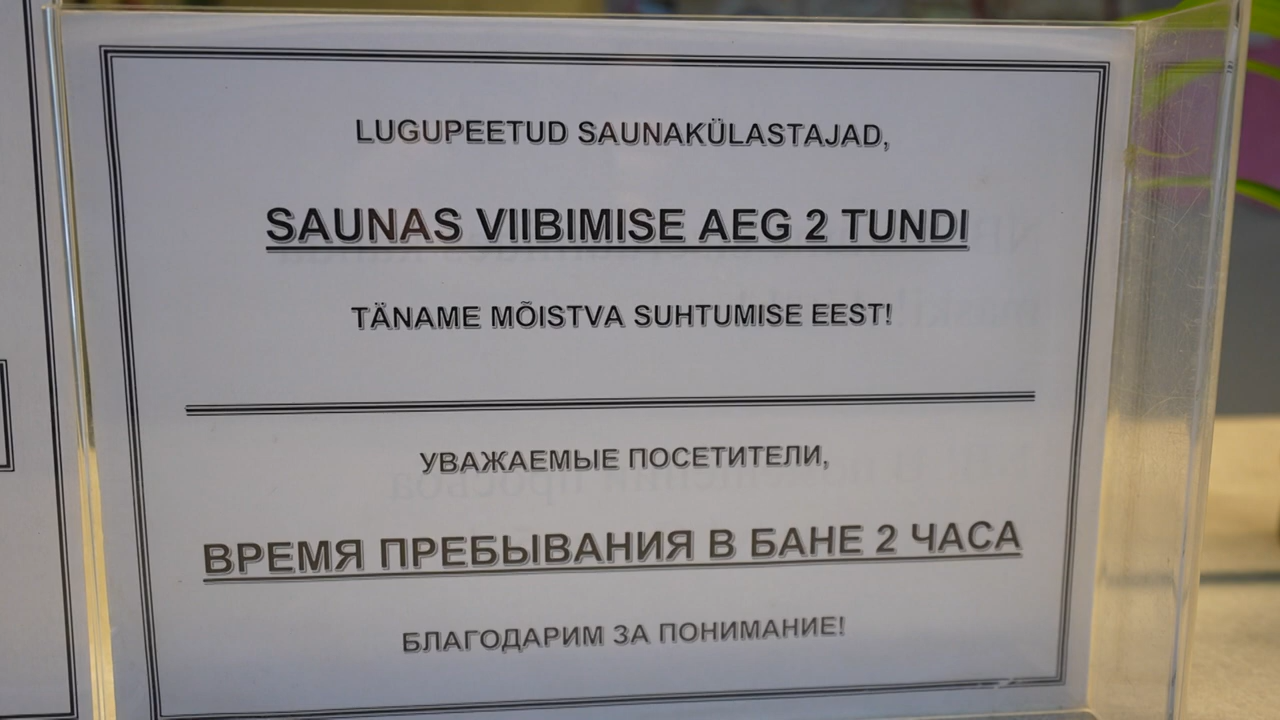 LUGUPEETUD SAUNAKÜLASTAJAD,
SAUNAS VIIBIMISE AEG 2 TUNDI
TÄNAME MÕISTVA SUHTUMISE EEST!
УВАЖАЕМЫЕ ПОСЕТИТЕЛИ,
ВРЕМЯ ПРЕБЫВАНИЯ В БАНЕ 2 ЧАСА
БЛАГОДАРИМ ЗА ПОНИМАНИЕ!